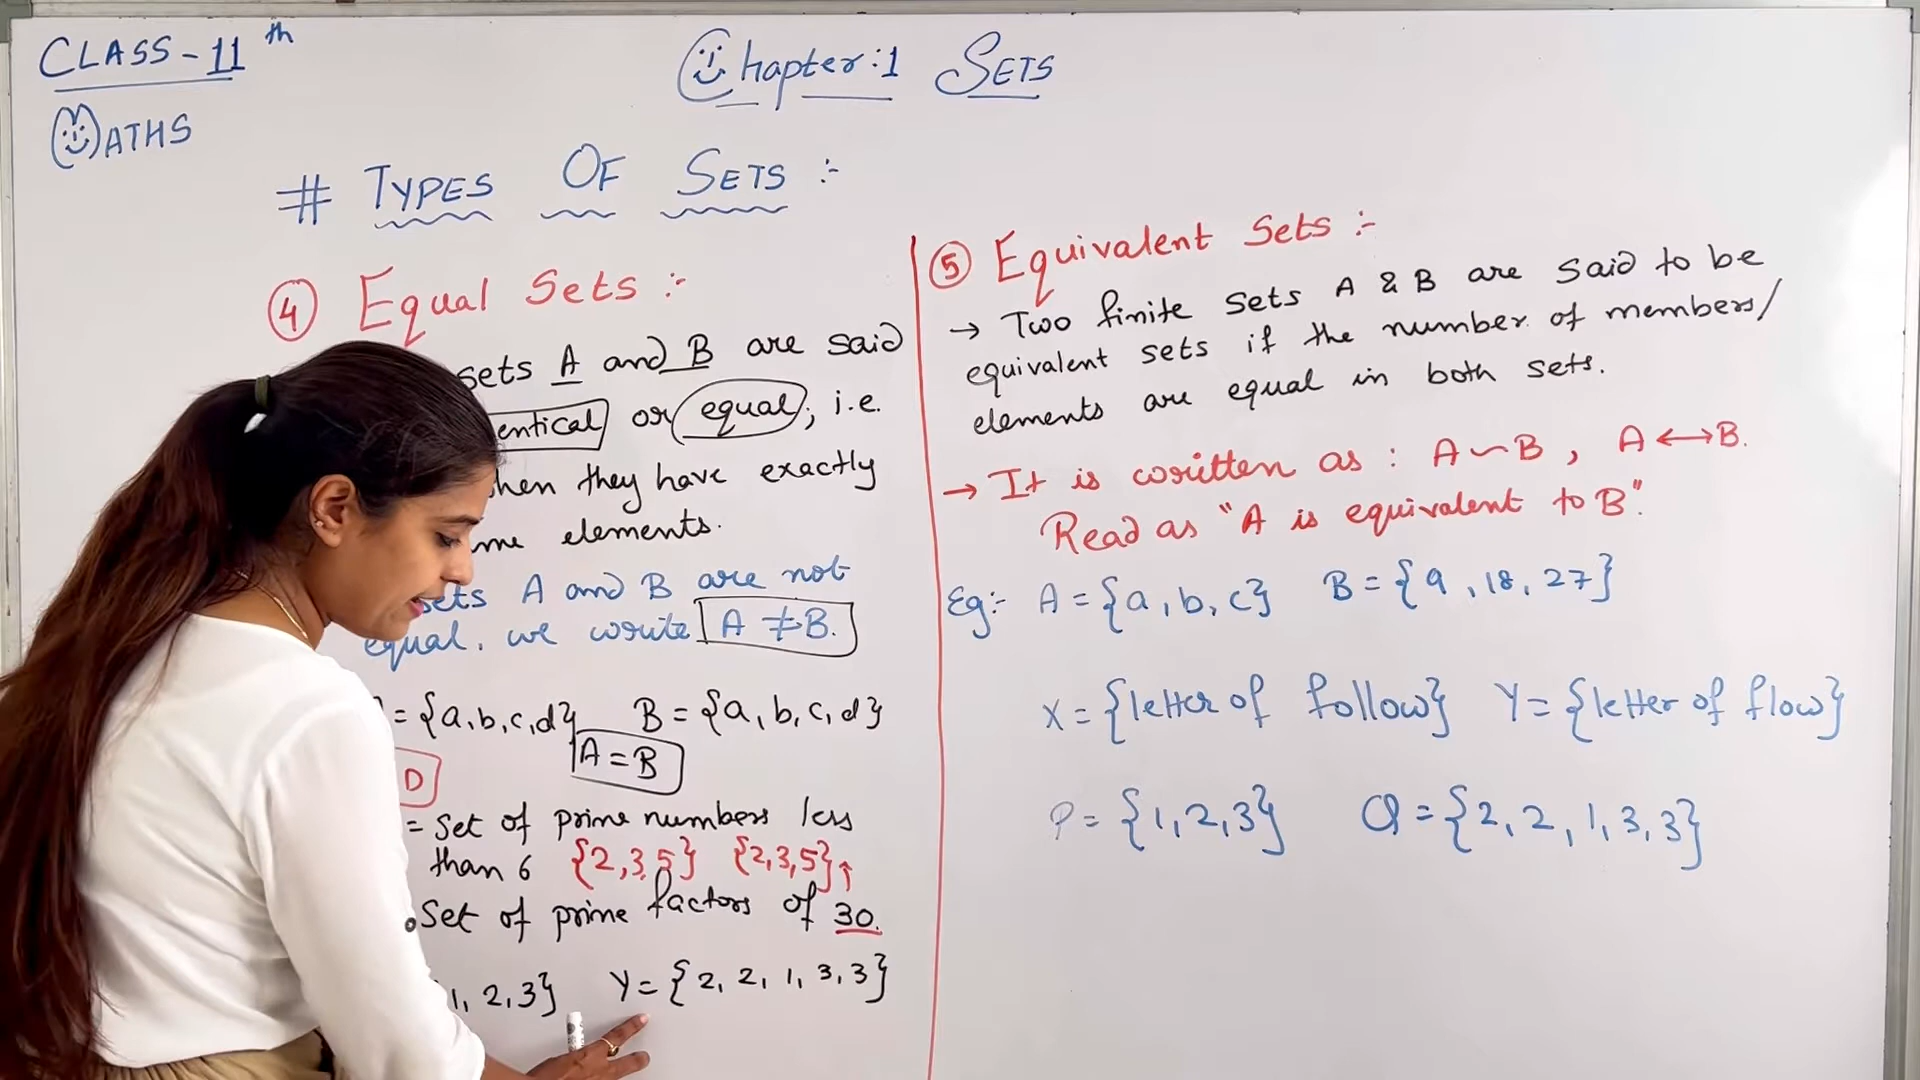 CLASS-11th
MATHS
Chapter:1 SETS
# TYPES OF SETS :-
④ Equal Sets :-
sets A and B are said
entical or equal, i.e.
hen they have exactly
me elements.
sets A and B are not
equal, we write A ≠ B.
= {a,b,c,d} B = {a,b,c,d}
A = B
D
= Set of prime numbers less
than 6 {2,3,5} {2,3,5}↑
Set of prime factors of 30.
1, 2,3} Y = {2, 2, 1, 3, 3}
⑤ Equivalent Sets :-
→ Two finite sets A & B are said to be
equivalent sets if the number of members/
elements are equal in both sets.
→ It is written as : A ∽ B , A ↔ B.
Read as "A is equivalent to B".
Eg:- A = {a, b, c} B = {9, 18, 27}
X = {letter of follow} Y = {letter of flow}
P = {1,2,3} Q = {2, 2, 1, 3, 3}